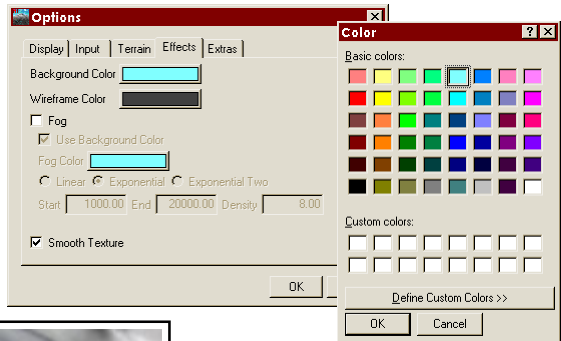 Options
Display Input Terrain Effects Extras
Background Color
Wireframe Color
Fog
Use Background Color
Fog Color
Linear Exponential Exponential Two
Start 1000.00 End 20000.00 Density 8.00
Smooth Texture
OK
Color
Basic colors:
Custom colors:
Define Custom Colors >>
OK Cancel